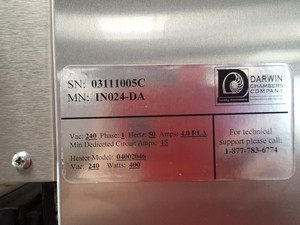 SN: 03111005C
MN: IN024-DA
DARWIN
CHAMBERS
COMPANY
Vac: 240 Phase: 1 Hertz: 50 Amps: 4.0 RLA
Min Dedicated Circuit Amps: 15
Heater Model: 04002046
Vac: 240 Watts: 400
For technical
support please call:
1-877-783-6774